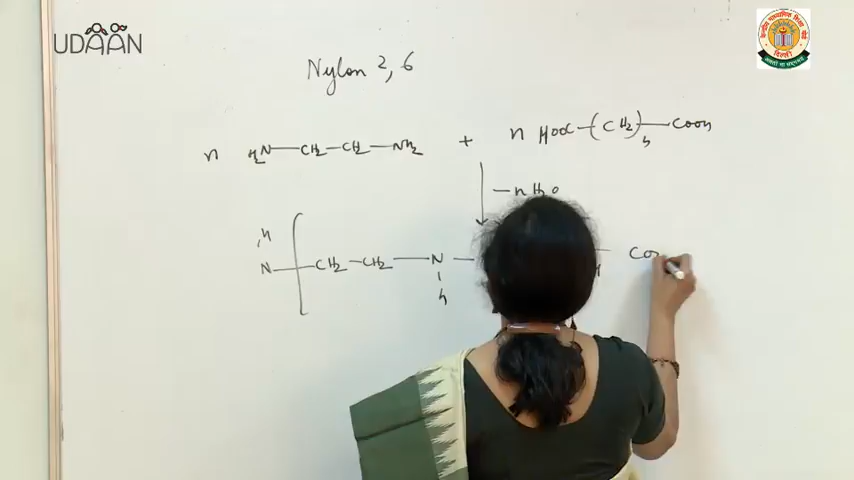 UDAAN
Nylon 2,6
n H2N—CH2—CH2—NH2 + n HOOC—(CH2)4—COOH
—nH2O
H
N—[—CH2—CH2—N—
H